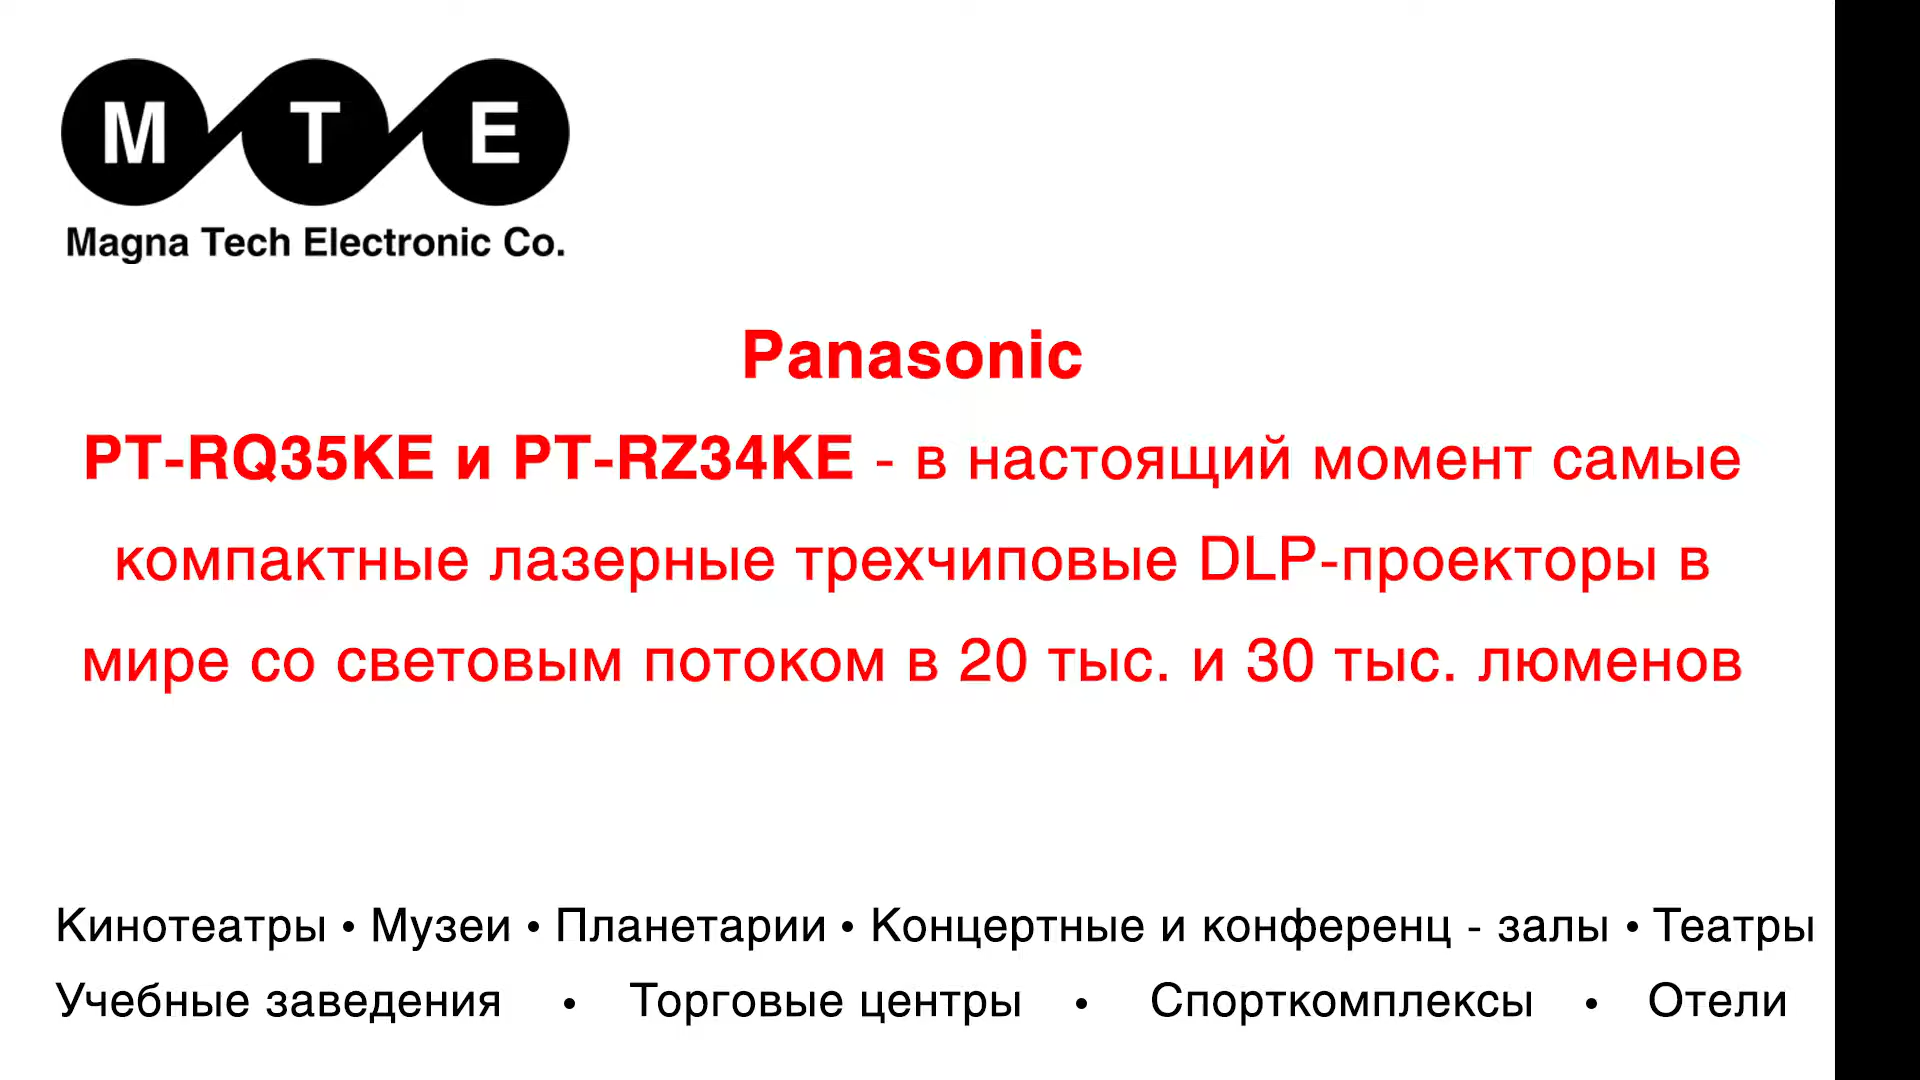 M T E
Magna Tech Electronic Co.
Panasonic
PT-RQ35KE и PT-RZ34KE - в настоящий момент самые
компактные лазерные трехчиповые DLP-проекторы в
мире со световым потоком в 20 тыс. и 30 тыс. люменов
Кинотеатры • Музеи • Планетарии • Концертные и конференц - залы • Театры
Учебные заведения • Торговые центры • Спорткомплексы • Отели